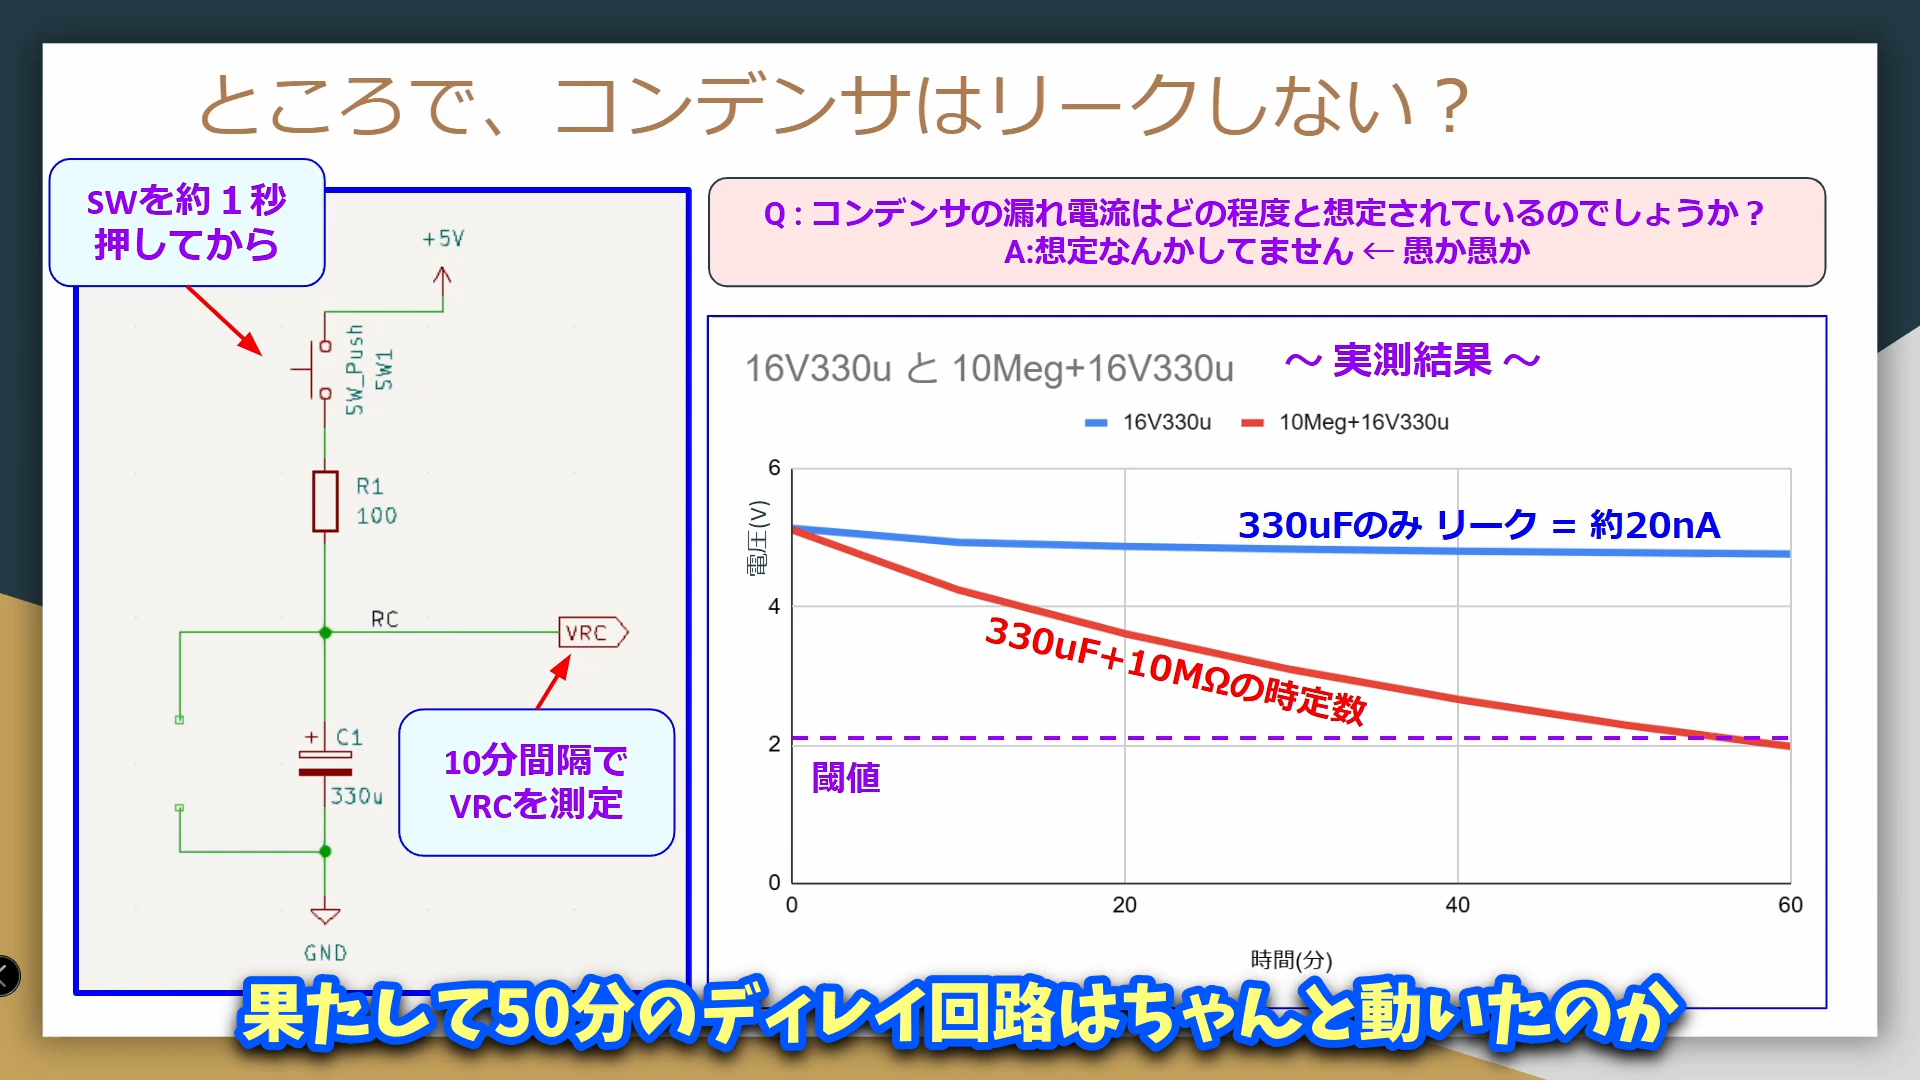 ところで、コンデンサはリークしない？
SWを約１秒
押してから
+5V
SW_Push
SW1
R1
100
RC
VRC
+
C1
330u
GND
10分間隔で
VRCを測定
Q : コンデンサの漏れ電流はどの程度と想定されているのでしょうか？
A:想定なんかしてません ← 愚か愚か
16V330u と 10Meg+16V330u
～ 実測結果 ～
16V330u
10Meg+16V330u
330uFのみ リーク = 約20nA
330uF+10MΩの時定数
閾値
電圧(V)
6
4
2
0
0
20
40
60
時間(分)
果たして50分のディレイ回路はちゃんと動いたのか